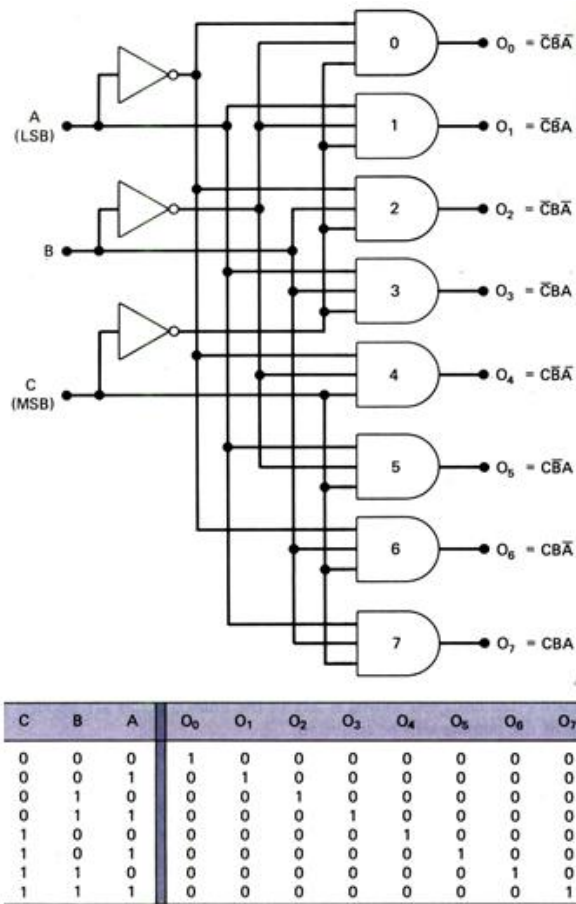 0 O₀ = C̅B̅A̅
A
(LSB)
1 O₁ = C̅B̅A
2 O₂ = C̅BA̅
B
3 O₃ = C̅BA
4 O₄ = CB̅A̅
C
(MSB)
5 O₅ = CB̅A
6 O₆ = CBA̅
7 O₇ = CBA
C B A O₀ O₁ O₂ O₃ O₄ O₅ O₆ O₇
0 0 0 1 0 0 0 0 0 0 0
0 0 1 0 1 0 0 0 0 0 0
0 1 0 0 0 1 0 0 0 0 0
0 1 1 0 0 0 1 0 0 0 0
1 0 0 0 0 0 0 1 0 0 0
1 0 1 0 0 0 0 0 1 0 0
1 1 0 0 0 0 0 0 0 1 0
1 1 1 0 0 0 0 0 0 0 1